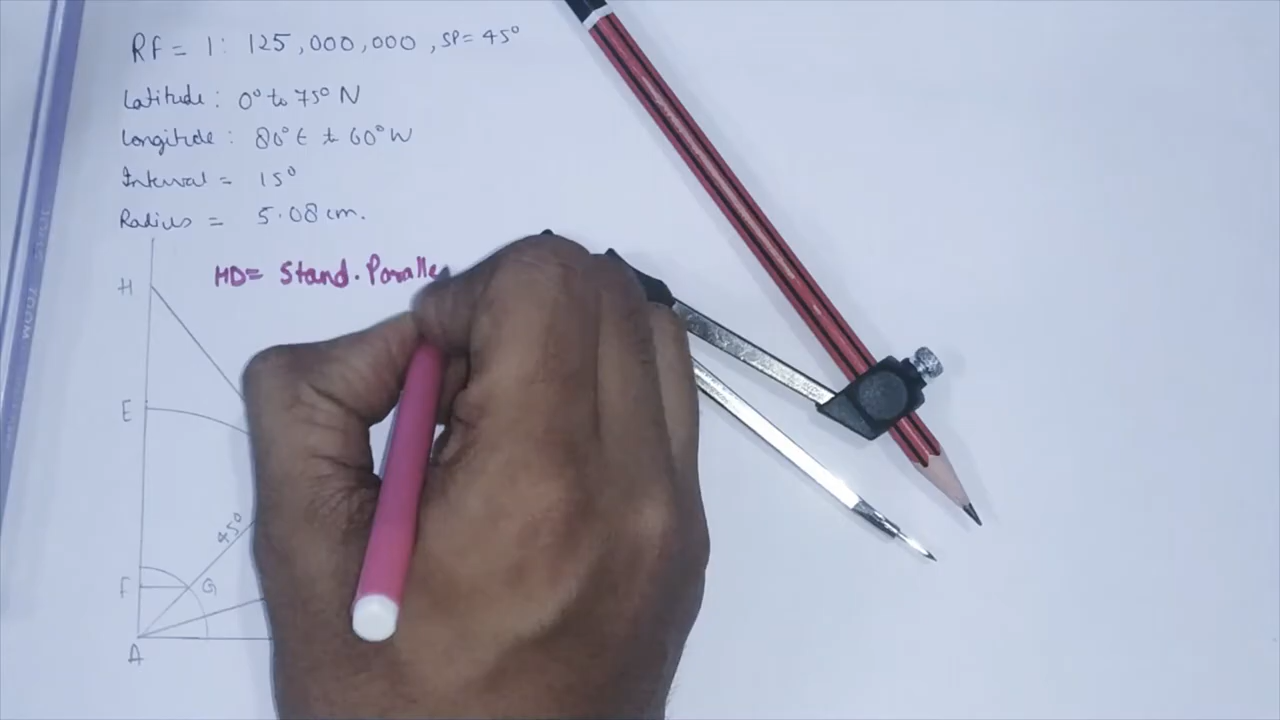 RF = 1: 125,000,000, SP= 45°
Latitude: 0° to 75° N
Longitude: 80°E to 60°W
Interval = 15°
Radius = 5.08 cm.
HD= Stand. Paralle
H
E
45°
F
G
A